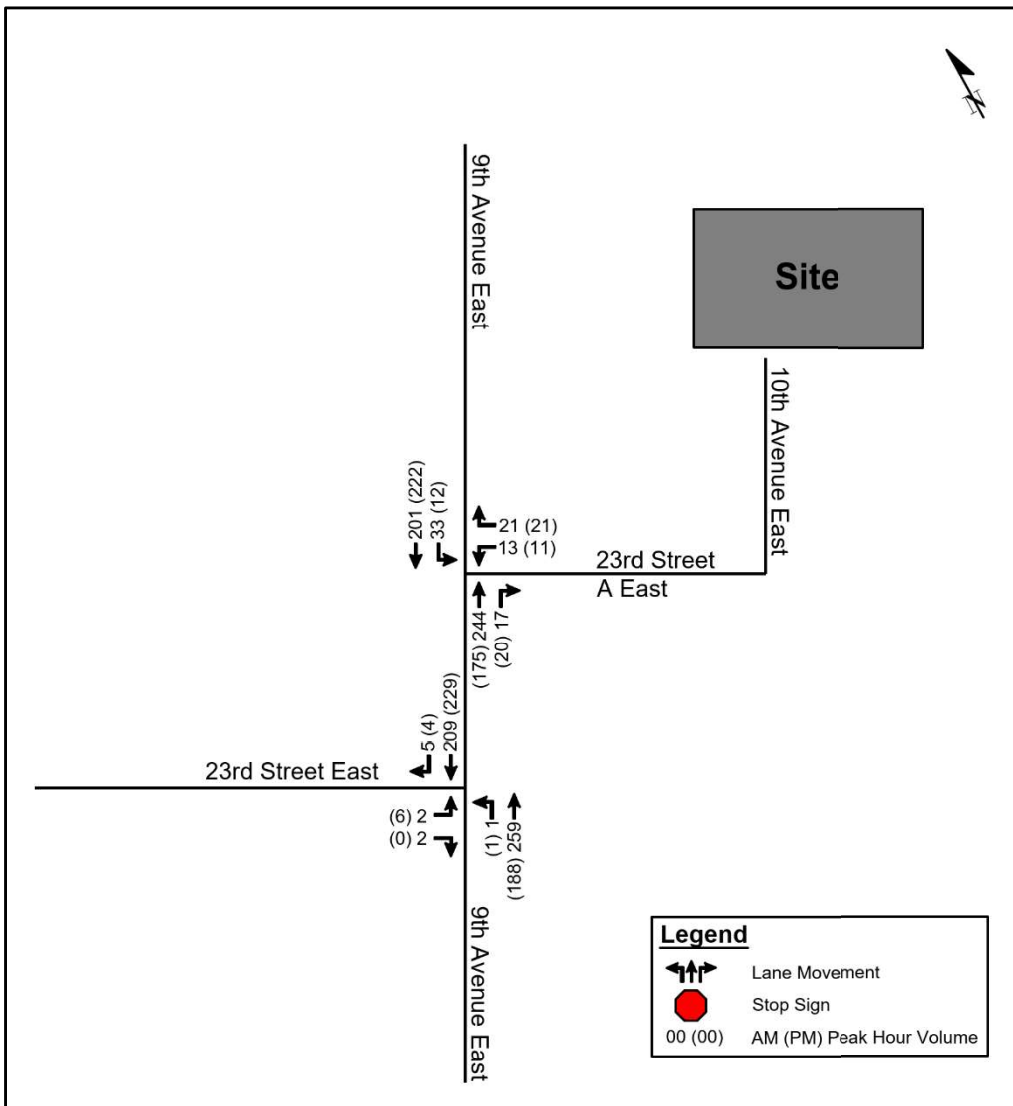 N
9th Avenue East
Site
10th Avenue East
201 (222)
33 (12)
21 (21)
13 (11)
23rd Street
A East
(175) 244
(20) 17
5 (4)
209 (229)
23rd Street East
(6) 2
(0) 2
(1) 1
(188) 259
9th Avenue East
Legend
Lane Movement
Stop Sign
00 (00) AM (PM) Peak Hour Volume